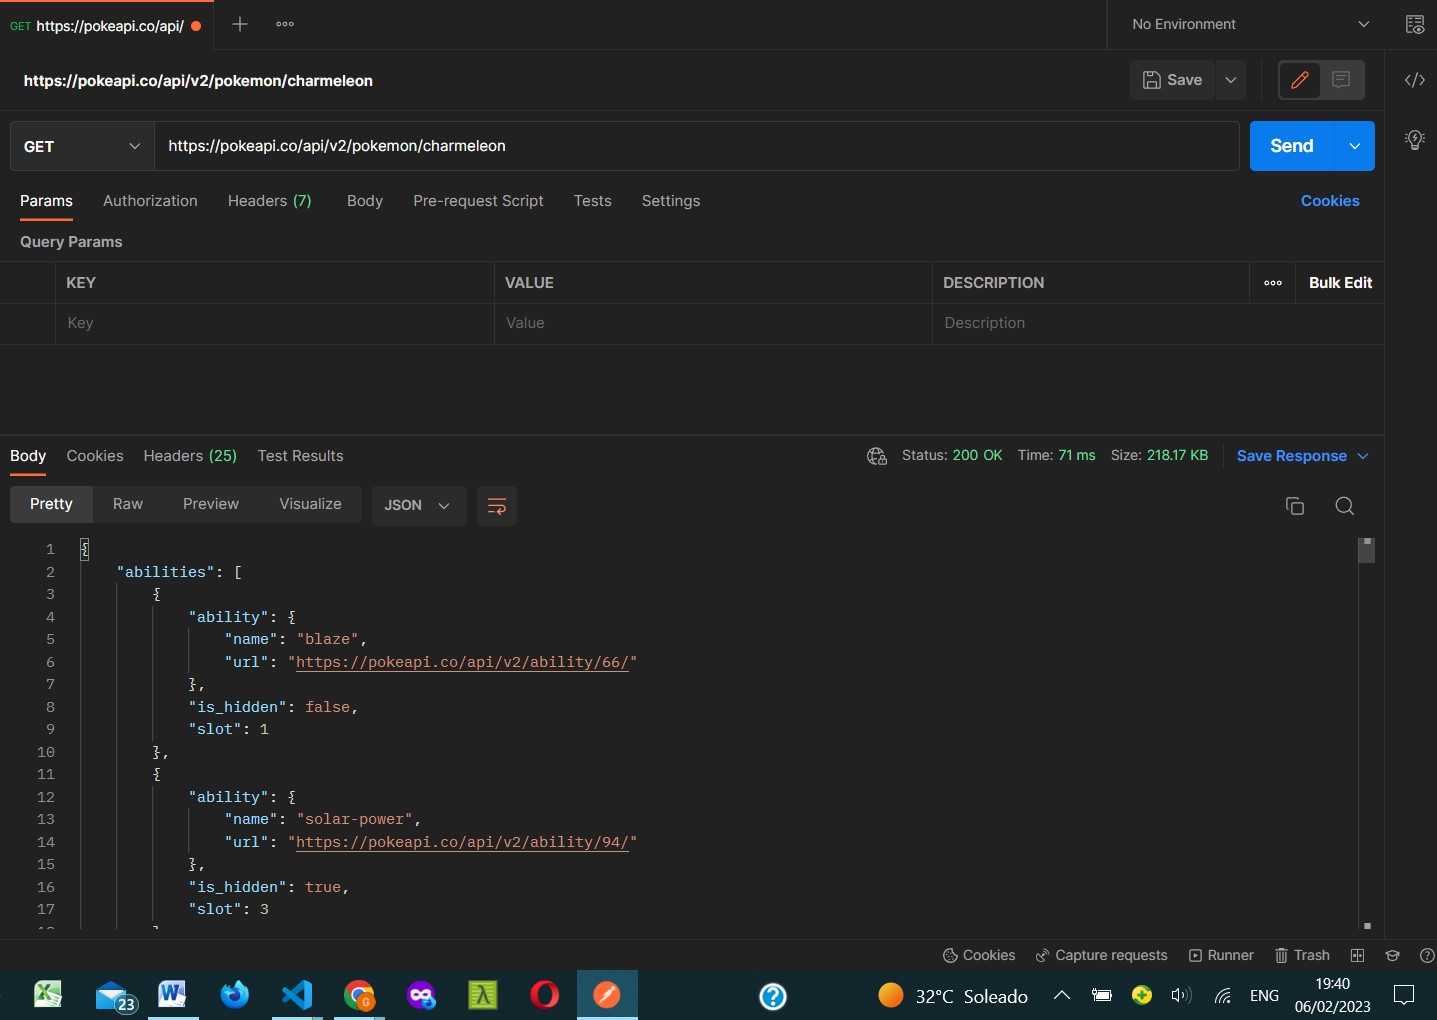 GET https://pokeapi.co/api/
No Environment
https://pokeapi.co/api/v2/pokemon/charmeleon
Save
GET https://pokeapi.co/api/v2/pokemon/charmeleon Send
Params Authorization Headers (7) Body Pre-request Script Tests Settings Cookies
Query Params
KEY VALUE DESCRIPTION Bulk Edit
Key Value Description
Body Cookies Headers (25) Test Results Status: 200 OK Time: 71 ms Size: 218.17 KB Save Response
Pretty Raw Preview Visualize JSON
1 {
2 "abilities": [
3 {
4 "ability": {
5 "name": "blaze",
6 "url": "https://pokeapi.co/api/v2/ability/66/"
7 },
8 "is_hidden": false,
9 "slot": 1
10 },
11 {
12 "ability": {
13 "name": "solar-power",
14 "url": "https://pokeapi.co/api/v2/ability/94/"
15 },
16 "is_hidden": true,
17 "slot": 3
Cookies Capture requests Runner Trash
23
32°C Soleado ENG
19:40
06/02/2023